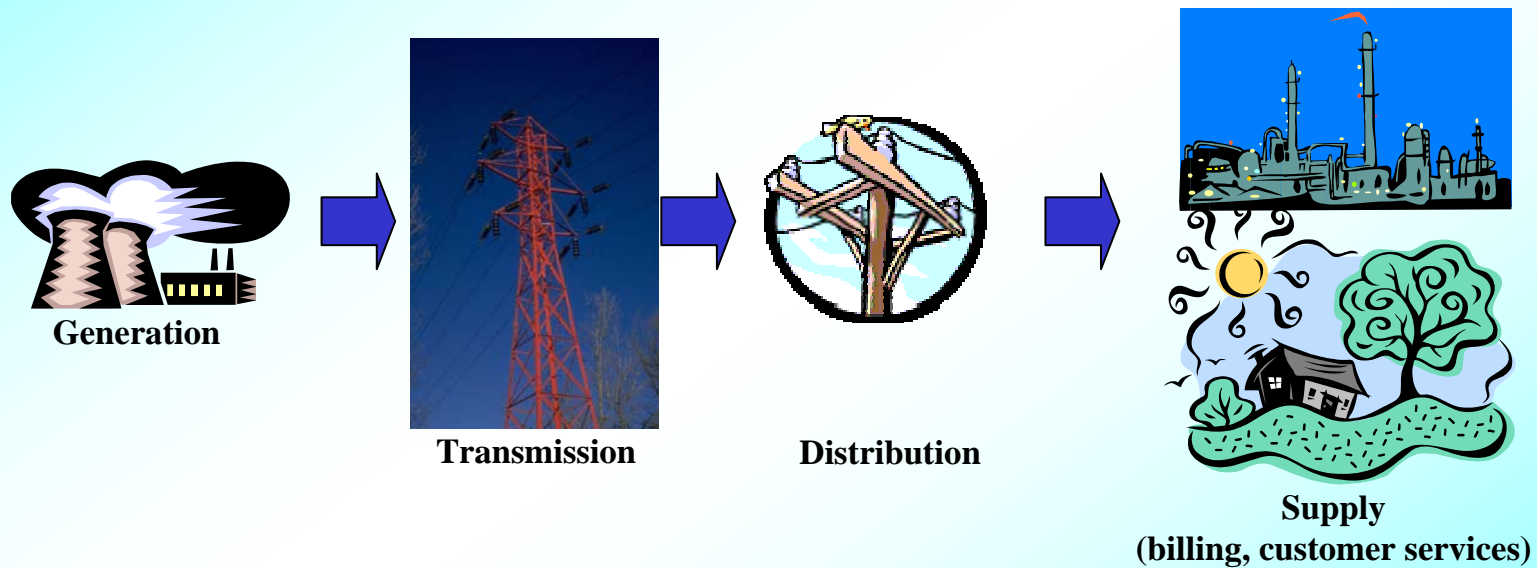 Generation
Transmission
Distribution
Supply
(billing, customer services)